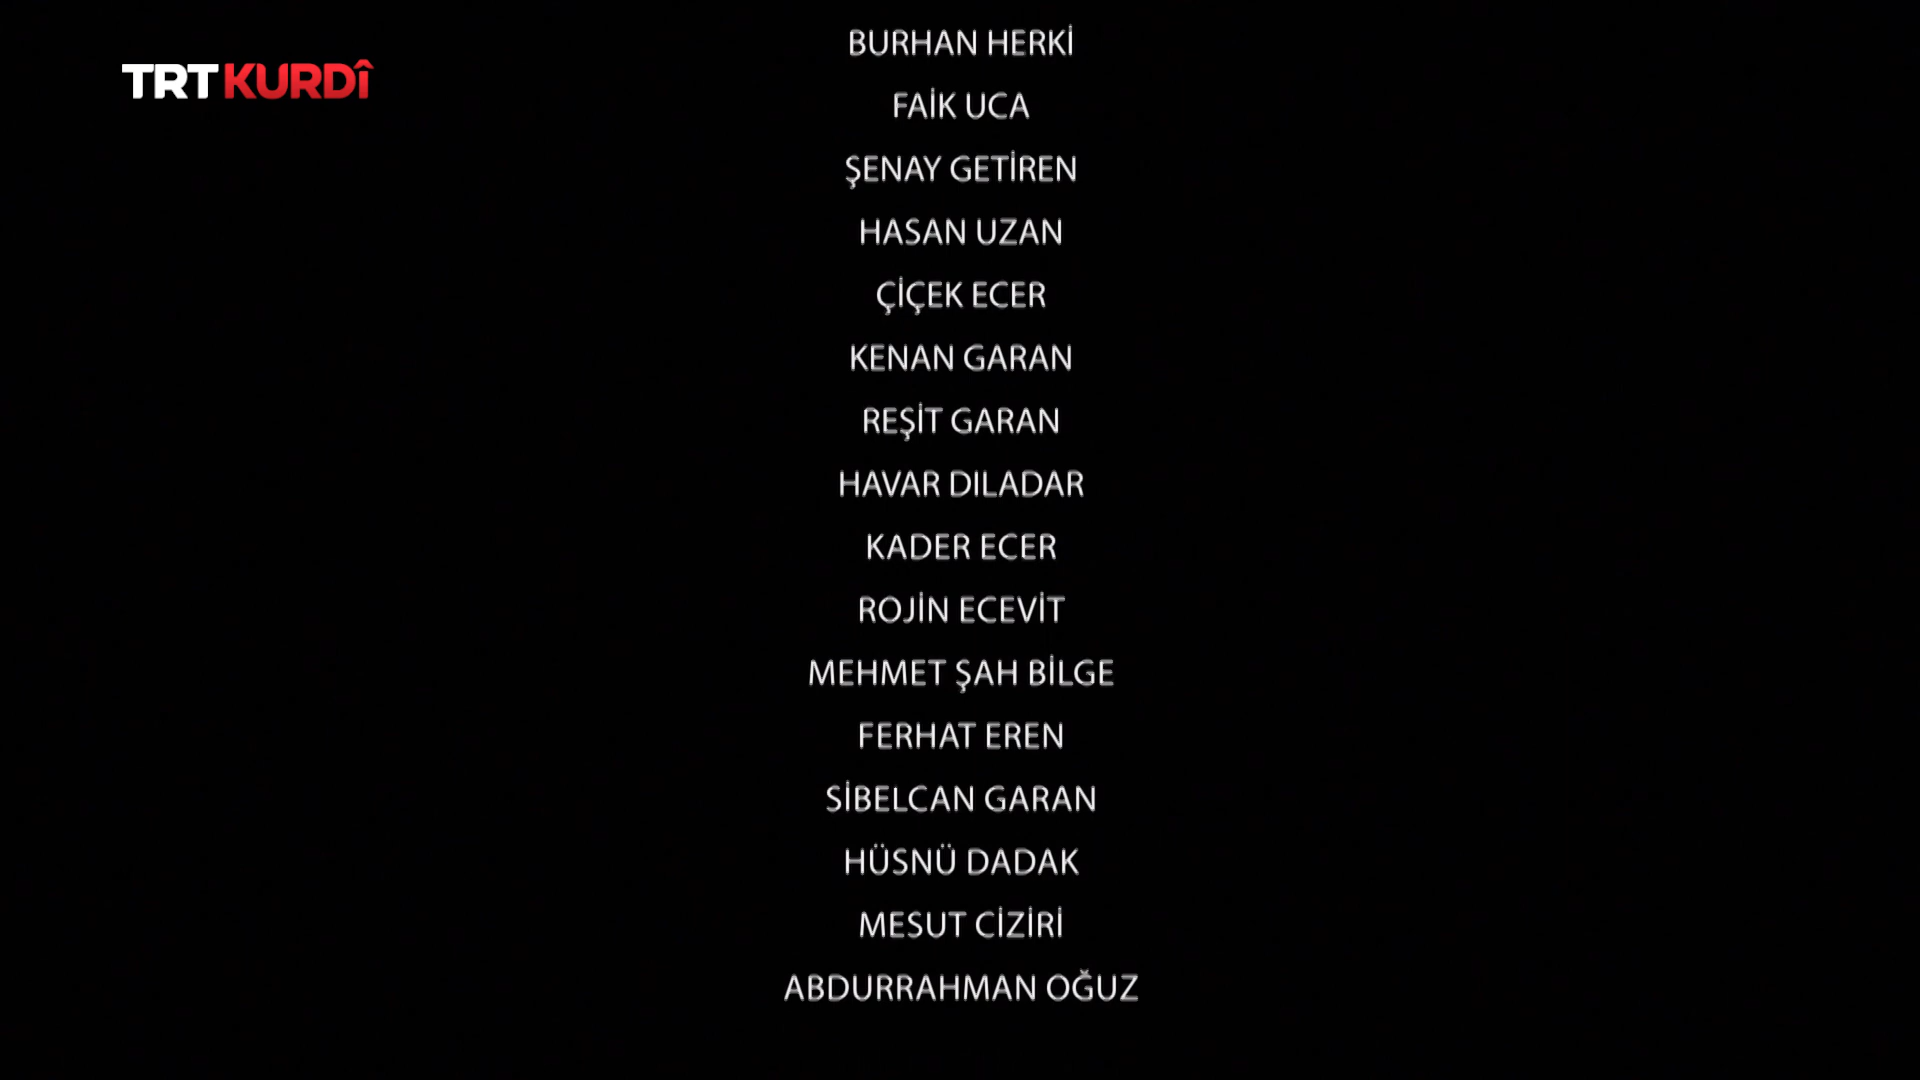 TRT KURDÎ
BURHAN HERKİ
FAİK UCA
ŞENAY GETİREN
HASAN UZAN
ÇİÇEK ECER
KENAN GARAN
REŞİT GARAN
HAVAR DILADAR
KADER ECER
ROJİN ECEVİT
MEHMET ŞAH BİLGE
FERHAT EREN
SİBELCAN GARAN
HÜSNÜ DADAK
MESUT CİZİRİ
ABDURRAHMAN OĞUZ